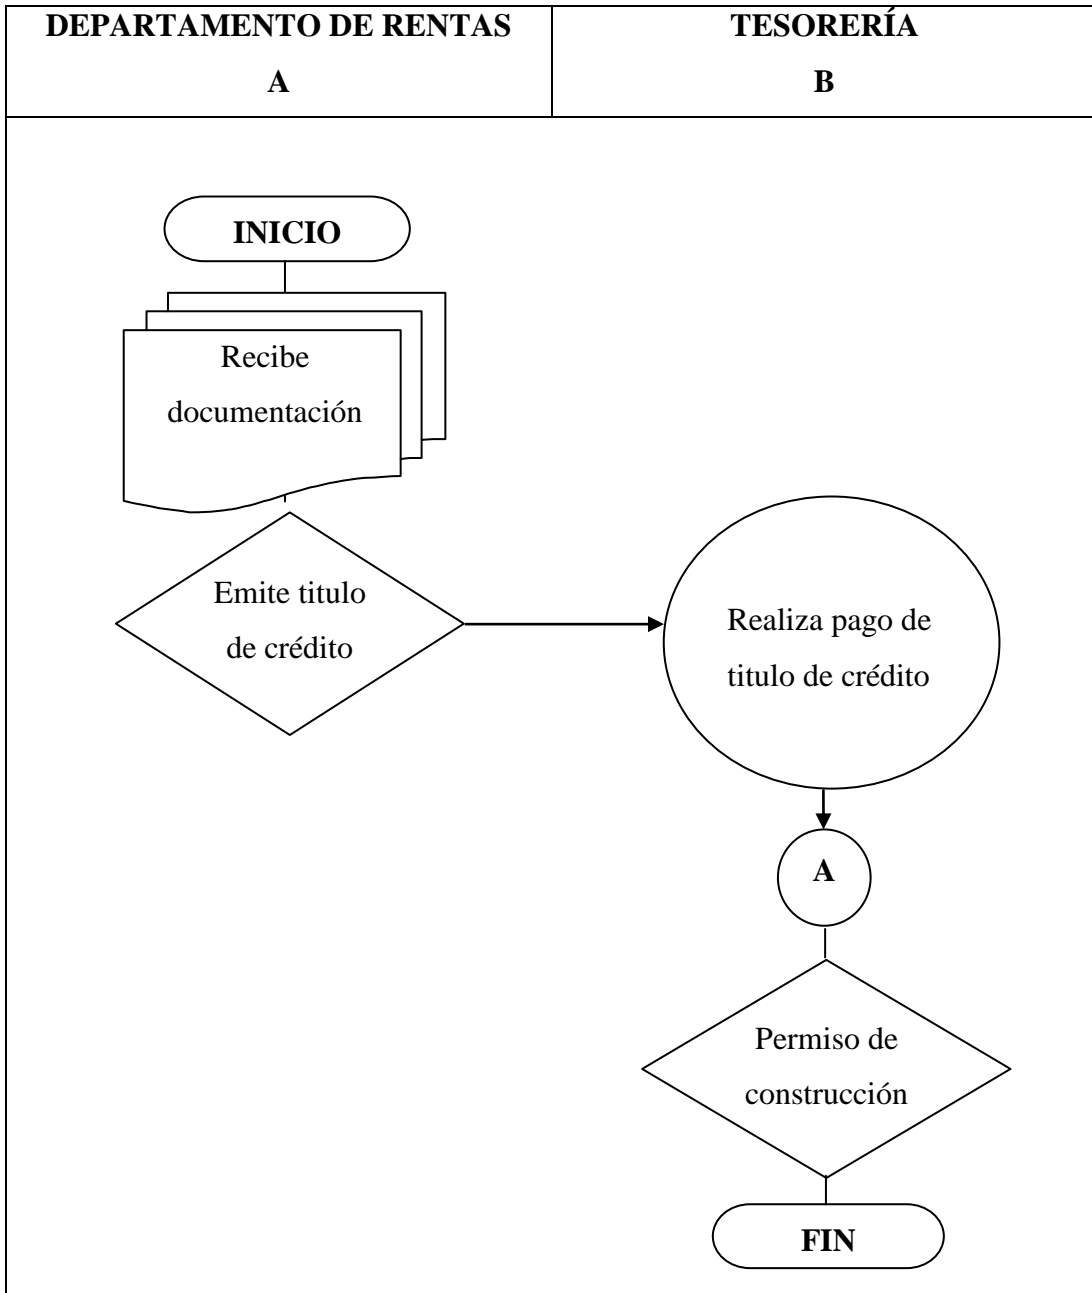 DEPARTAMENTO DE RENTAS
A
TESORERÍA
B
INICIO
Recibe
documentación
Emite titulo
de crédito
Realiza pago de
titulo de crédito
A
Permiso de
construcción
FIN